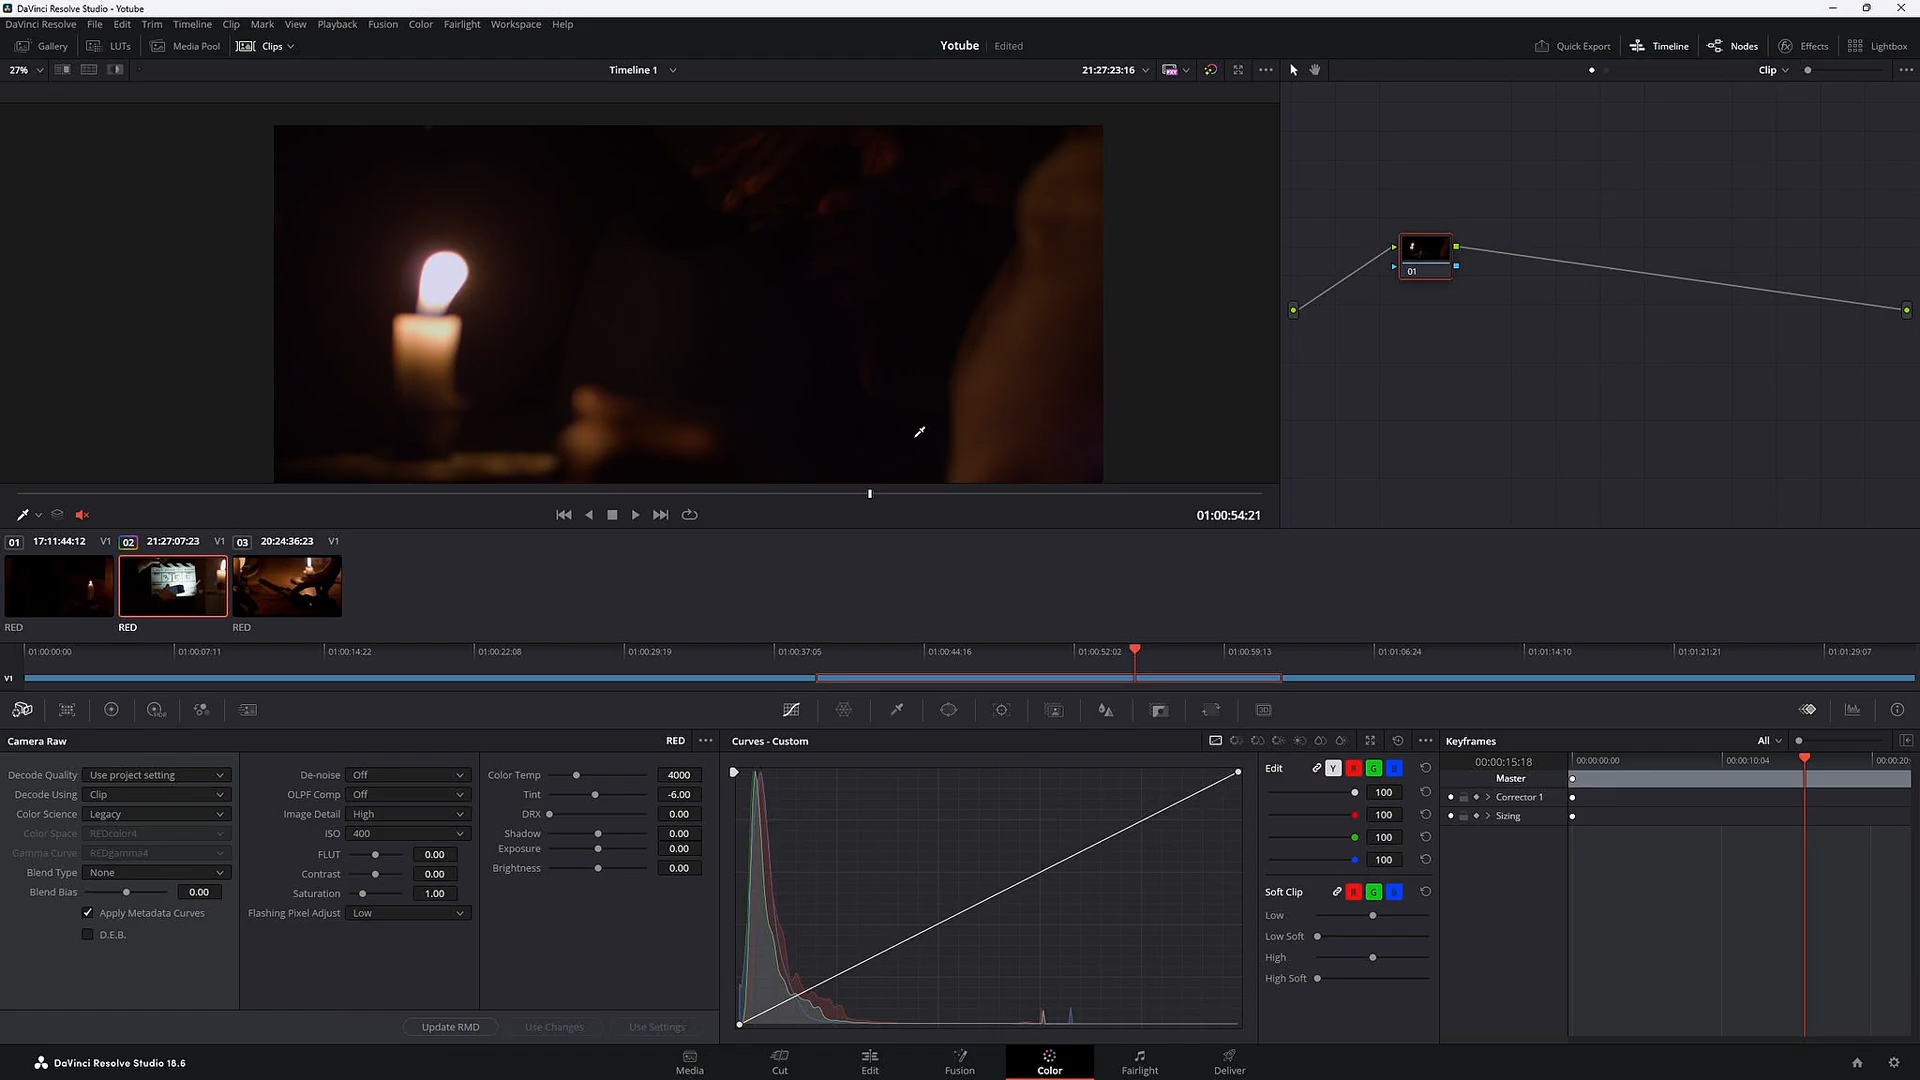 DaVinci Resolve Studio - Yotube
DaVinci Resolve File Edit Trim Timeline Clip Mark View Playback Fusion Color Fairlight Workspace Help
Gallery LUTs Media Pool Clips Yotube Edited Quick Export Timeline Nodes Effects Lightbox
27% Timeline 1 21:27:23:16 Clip
01
01:00:54:21
01 17:11:44:12 V1 02 21:27:07:23 V1 03 20:24:36:23 V1
RED RED RED
01:00:00:00 01:00:07:11 01:00:14:22 01:00:22:08 01:00:29:19 01:00:37:05 01:00:44:16 01:00:52:02 01:00:59:13 01:01:06:24 01:01:14:10 01:01:21:21 01:01:29:07
V1
HDR
3D
Camera Raw RED
Decode Quality Use project setting
Decode Using Clip
Color Science Legacy
Color Space REDcolor4
Gamma Curve REDgamma4
Blend Type None
Blend Bias 0.00
Apply Metadata Curves
D.E.B.
De-noise Off
OLPF Comp Off
Image Detail High
ISO 400
FLUT 0.00
Contrast 0.00
Saturation 1.00
Flashing Pixel Adjust Low
Color Temp 4000
Tint -6.00
DRX 0.00
Shadow 0.00
Exposure 0.00
Brightness 0.00
Update RMD Use Changes Use Settings
Curves - Custom
Edit Y R G B
100
100
100
100
Soft Clip R G B
Low
Low Soft
High
High Soft
Keyframes All
00:00:15:18 00:00:00:00 00:00:10:04 00:00:20:
Master
Corrector 1
Sizing
DaVinci Resolve Studio 18.6
Media Cut Edit Fusion Color Fairlight Deliver